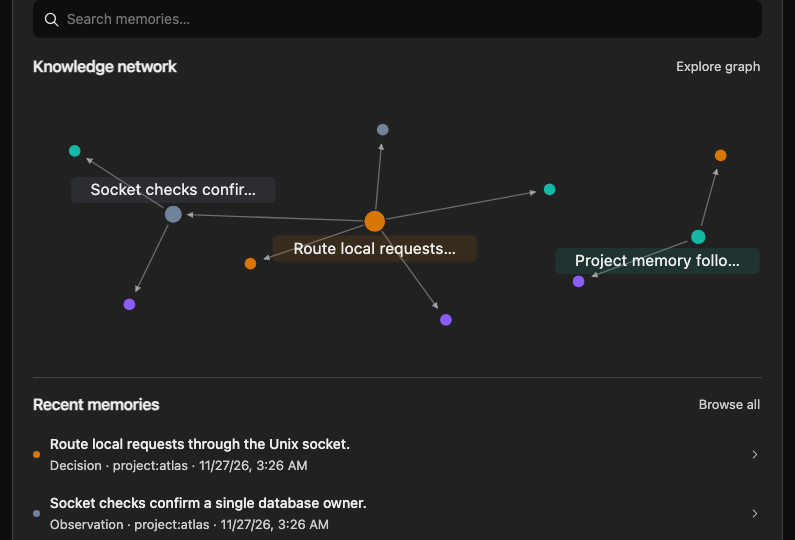 Search memories...
Knowledge network
Explore graph
Socket checks confir...
Route local requests...
Project memory follo...
Recent memories
Browse all
Route local requests through the Unix socket.
Decision · project:atlas · 11/27/26, 3:26 AM
Socket checks confirm a single database owner.
Observation · project:atlas · 11/27/26, 3:26 AM